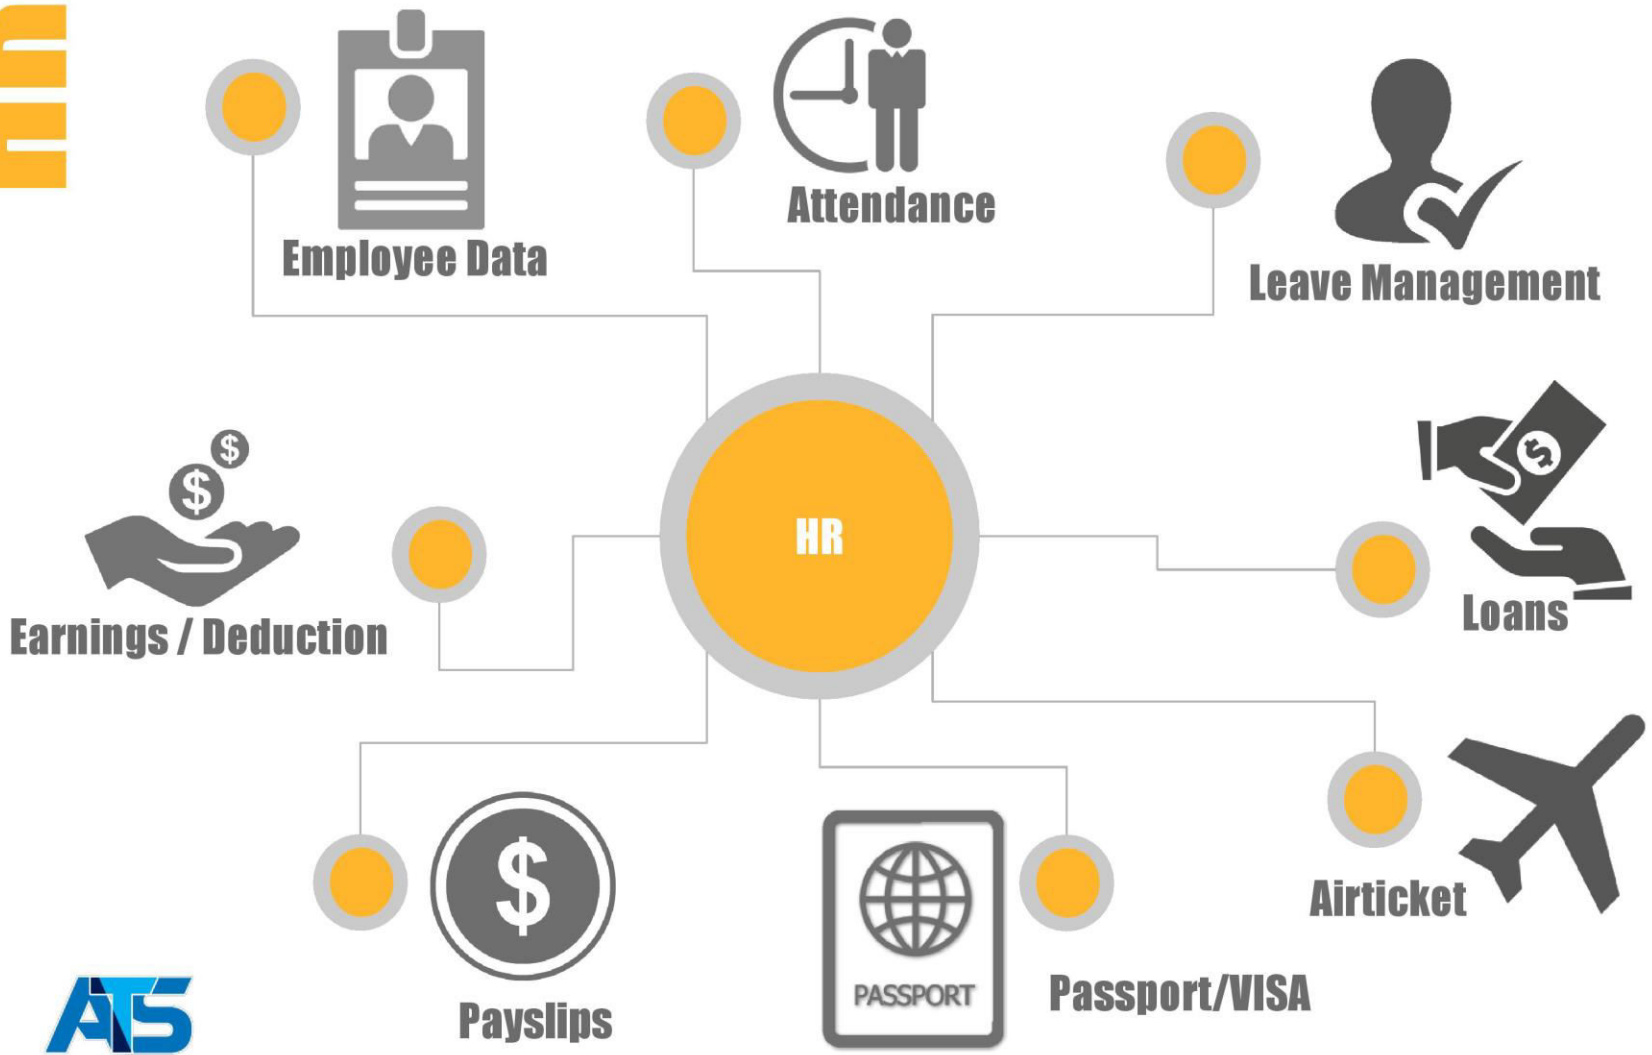 Attendance
Employee Data
Leave Management
HR
$
$
$
Loans
Earnings / Deduction
$
Airticket
PASSPORT
Passport/VISA
Payslips
ATS